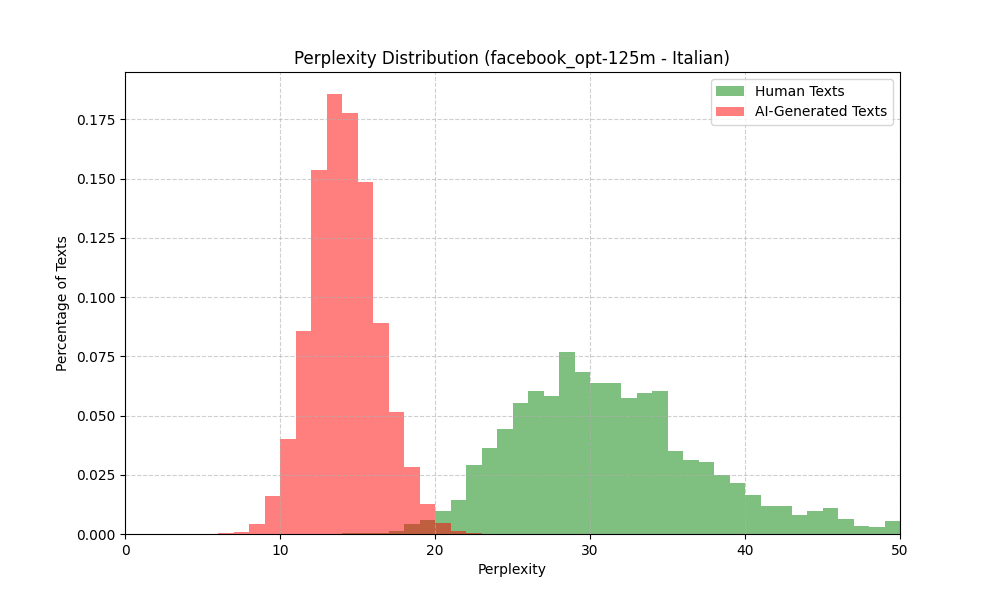 Perplexity Distribution (facebook_opt-125m - Italian)
Human Texts
AI-Generated Texts
Percentage of Texts
0.175
0.150
0.125
0.100
0.075
0.050
0.025
0.000
0 10 20 30 40 50
Perplexity